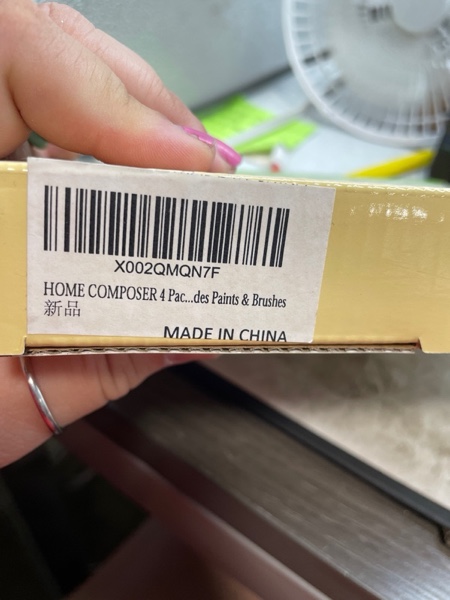 X002QMQN7F
HOME COMPOSER 4 Pac...des Paints & Brushes
新品
MADE IN CHINA